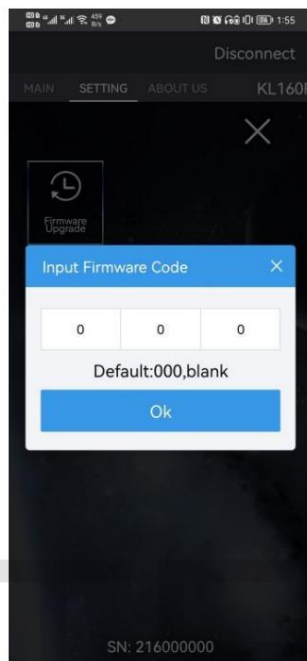 459 B/s 1:55
Disconnect
MAIN SETTING ABOUT US KL160
Firmware
Upgrade
Input Firmware Code ×
0 0 0
Default:000,blank
Ok
SN: 216000000